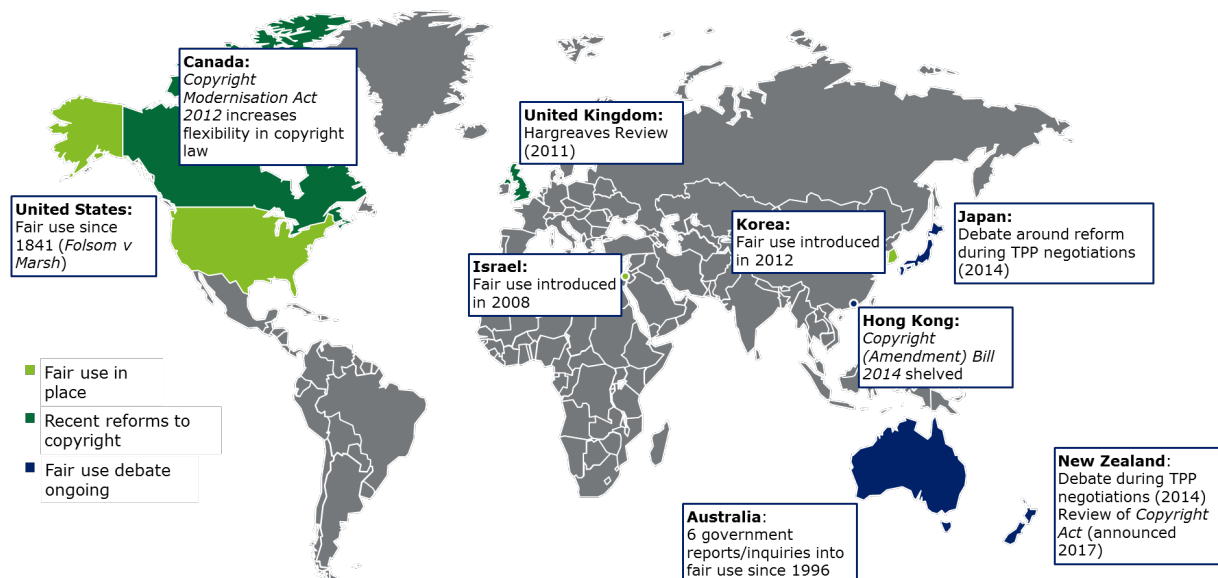 Canada:
Copyright
Modernisation Act
2012 increases
flexibility in copyright
law
United Kingdom:
Hargreaves Review
(2011)
United States:
Fair use since
1841 (Folsom v
Marsh)
Korea:
Fair use introduced
in 2012
Japan:
Debate around reform
during TPP negotiations
(2014)
Israel:
Fair use introduced
in 2008
Hong Kong:
Copyright
(Amendment) Bill
2014 shelved
Fair use in
place
Recent reforms to
copyright
Fair use debate
ongoing
New Zealand:
Debate during TPP
negotiations (2014)
Review of Copyright
Act (announced
2017)
Australia:
6 government
reports/inquiries into
fair use since 1996